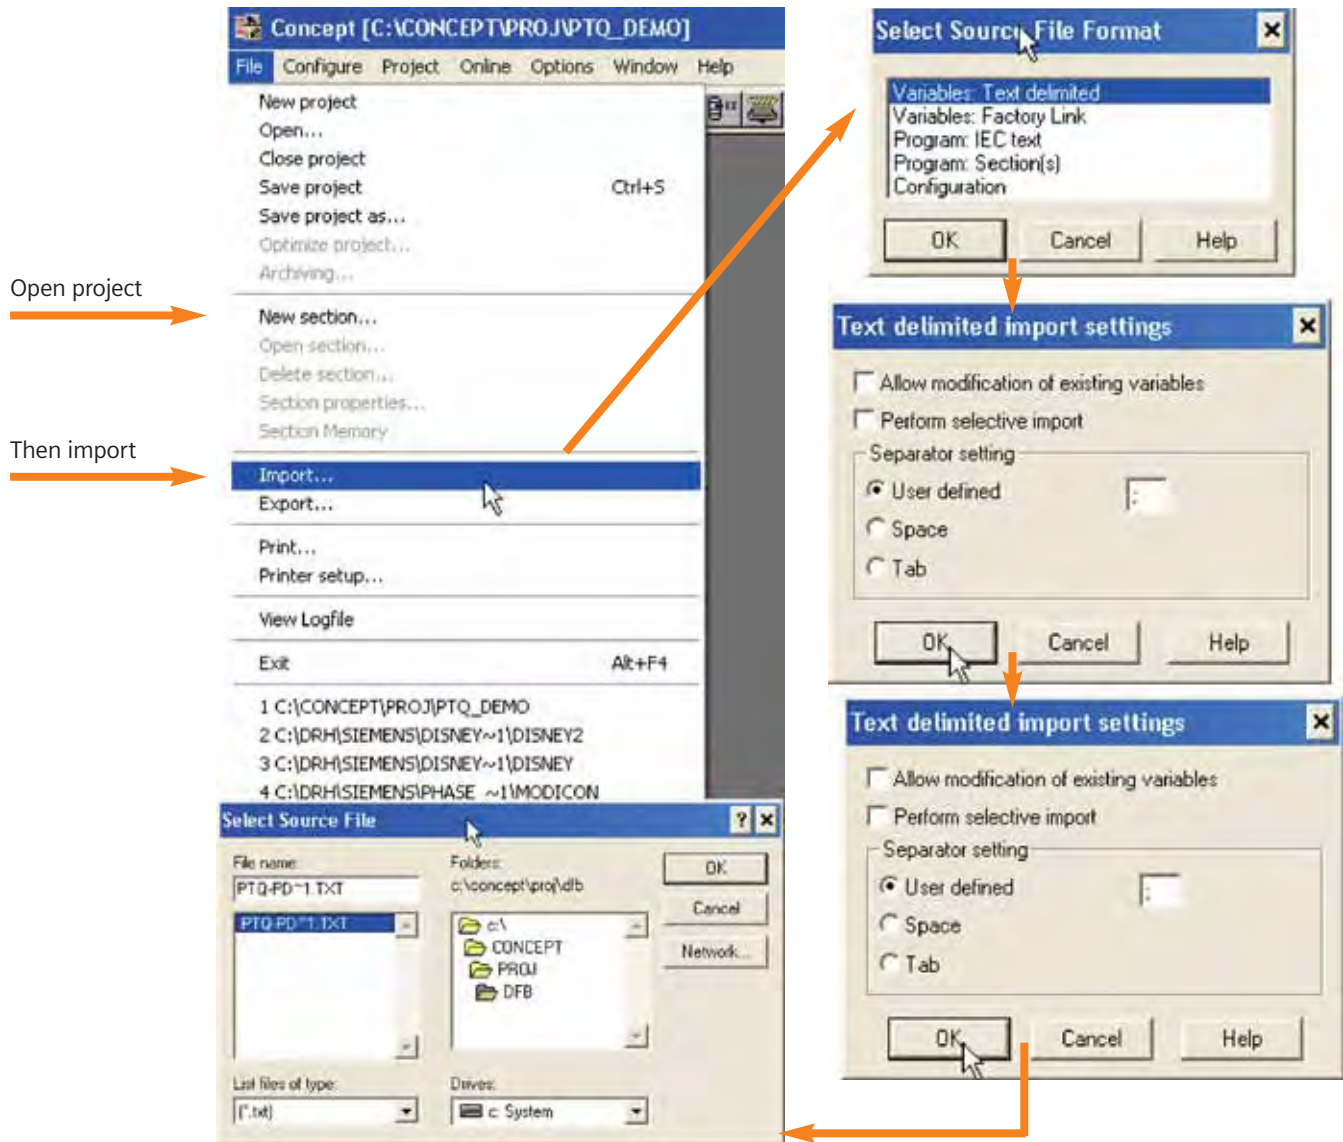 Open project
Then import
Concept [C:\CONCEPT\PROJ\PTQ_DEMO]
File Configure Project Online Options Window Help
New project
Open...
Close project
Save project Ctrl+S
Save project as...
Optimize project...
Archiving...
New section...
Open section...
Delete section...
Section properties...
Section Memory
Import...
Export...
Print...
Printer setup...
View Logfile
Exit Alt+F4
1 C:\CONCEPT\PROJ\PTQ_DEMO
2 C:\DRH\SIEMENS\DISNEY~1\DISNEY2
3 C:\DRH\SIEMENS\DISNEY~1\DISNEY
4 C:\DRH\SIEMENS\PHASE_~1\MODICON
Select Source File Format
Variables: Text delimited
Variables: Factory Link
Program: IEC text
Program: Section(s)
Configuration
OK Cancel Help
Text delimited import settings
Allow modification of existing variables
Perform selective import
Separator setting
User defined
Space
Tab
OK Cancel Help
Text delimited import settings
Allow modification of existing variables
Perform selective import
Separator setting
User defined
Space
Tab
OK Cancel Help
Select Source File
File name:
PTQ-PD~1.TXT
PTQ-PD~1.TXT
List files of type:
(*.txt)
Folders:
c:\concept\proj\dfb
c:\
CONCEPT
PROJ
DFB
Drives:
c: System
OK
Cancel
Network...